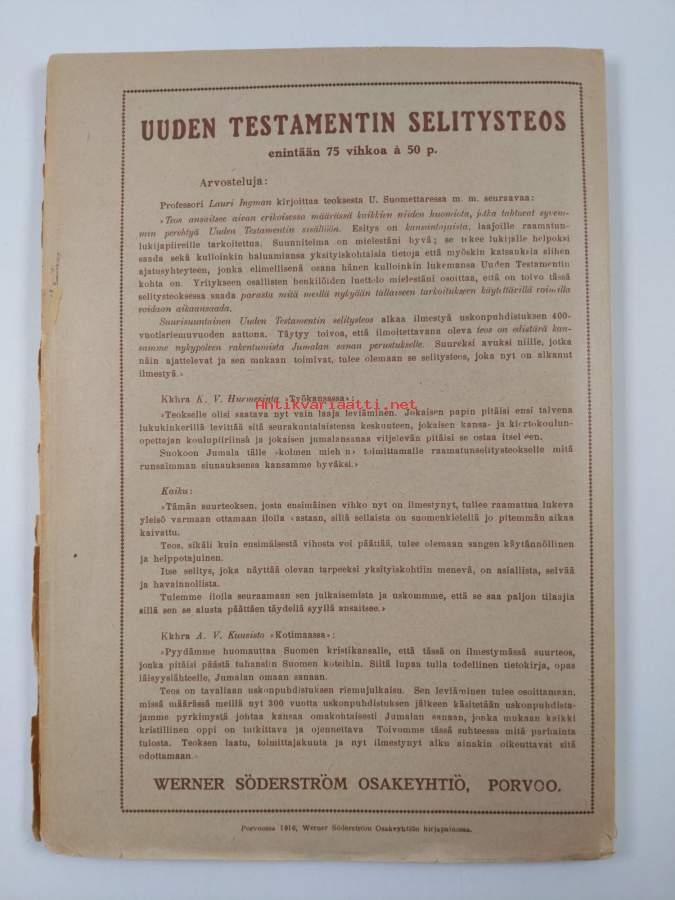 UUDEN TESTAMENTIN SELITYSTEOS
enintään 75 vihkoa à 50 p.
Arvosteluja:
Professori Lauri Ingman kirjoittaa teoksesta U. Suomettaressa m. m. seuraavaa:
»Teos ansaitsee aivan erikoisessa määrässä kaikkien niiden huomiota, jotka tahtovat syvem-
min perehtyä Uuden Testamentin sisältöön. Esitys on kansantajuista, laajoille raamatun-
lukijapiireille tarkoitettua. Suunnitelma on mielestäni hyvä; se tekee lukijalle helpoksi
saada sekä kulloinkin haluamiansa yksityiskohtaisia tietoja että myöskin katsauksia siihen
ajatusyhteyteen, jonka elimellisenä osana hänen kulloinkin lukemansa Uuden Testamentin
kohta on. Yritykseen osallisten henkilöiden luettelo mielestäni osoittaa, että on toivo tässä
selitysteoksessa saada parasta mitä meillä nykyään tällaiseen tarkoitukseen käytettävillä voimilla
voidaan aikaansaada.
Suurisuuntainen Uuden Testamentin selitysteos alkaa ilmestyä uskonpuhdistuksen 400-
vuotisriemuvuoden aattona. Täytyy toivoa, että ilmoitettavana oleva teos on edistävä kan-
samme nykypolven rakentumista Jumalan sanan perustukselle. Suureksi avuksi niille, jotka
näin ajattelevat ja sen mukaan toimivat, tulee olemaan se selitysteos, joka nyt on alkanut
ilmestyä.»
Antikvariaatti.net
Kkhra K. V. Hurmerinta »Työkansassa»:
»Teokselle olisi saatava nyt vain laaja leviäminen. Jokaisen papin pitäisi ensi talvena
lukukinkerillä levittää sitä seurakuntalaistensa keskuuteen, jokaisen kansa- ja kiertokoulun-
opettajan koulupiiriinsä ja jokaisen jumalansanaa viljelevän pitäisi se ostaa itselleen.
Suokoon Jumala tälle »kolmen miehen» toimittamalle raamatunselitysteokselle mitä
runsaimman siunauksensa kansamme hyväksi.»
Kaiku:
»Tämän suurteoksen, josta ensimäinen vihko nyt on ilmestynyt, tullee raamattua lukeva
yleisö varmaan ottamaan iloila vastaan, sillä sellaista on suomenkielellä jo pitemmän aikaa
kaivattu.
Teos, sikäli kuin ensimäisestä vihosta voi päättää, tulee olemaan sangen käytännöllinen
ja helppotajuinen.
Itse selitys, joka näyttää olevan tarpeeksi yksityiskohtiin menevä, on asiallista, selvää
ja havainnollista.
Tulemme iloila seuraamaan sen julkaisemista ja uskommme, että se saa paljon tilaajia
sillä sen se alusta päättäen täydellä syyllä ansaitsee.»
Kkhra A. V. Kuusisto »Kotimaassa»:
»Pyydämme huomauttaa Suomen kristikansalle, että tässä on ilmestymässä suurteos,
jonka pitäisi päästä tuhansiin Suomen koteihin. Siitä lupaa tulla todellinen tietokirja, opas
iäisyyslähteelle, Jumalan omaan sanaan.
Teos on tavallaan uskonpuhdistuksen riemujulkaisu. Sen leviäminen tulee osoittamaan,
missä määrässä meillä nyt 300 vuotta uskonpuhdistuksen jälkeen käsitetään uskonpuhdista-
jamme pyrkimystä johtaa kansaa omakohtaisesti Jumalan sanaan, jonka mukaan kaikki
kristillinen oppi on tutkittava ja ojennettava Toivomme tässä suhteessa mitä parhainta
tulosta. Teoksen laatu, toimittajakunta ja nyt ilmestynyt alku ainakin oikeuttavat sitä
odottamaan.»
WERNER SÖDERSTRÖM OSAKEYHTIÖ, PORVOO.
Porvoossa 1916, Werner Söderström Osakeyhtiön kirjapainossa.